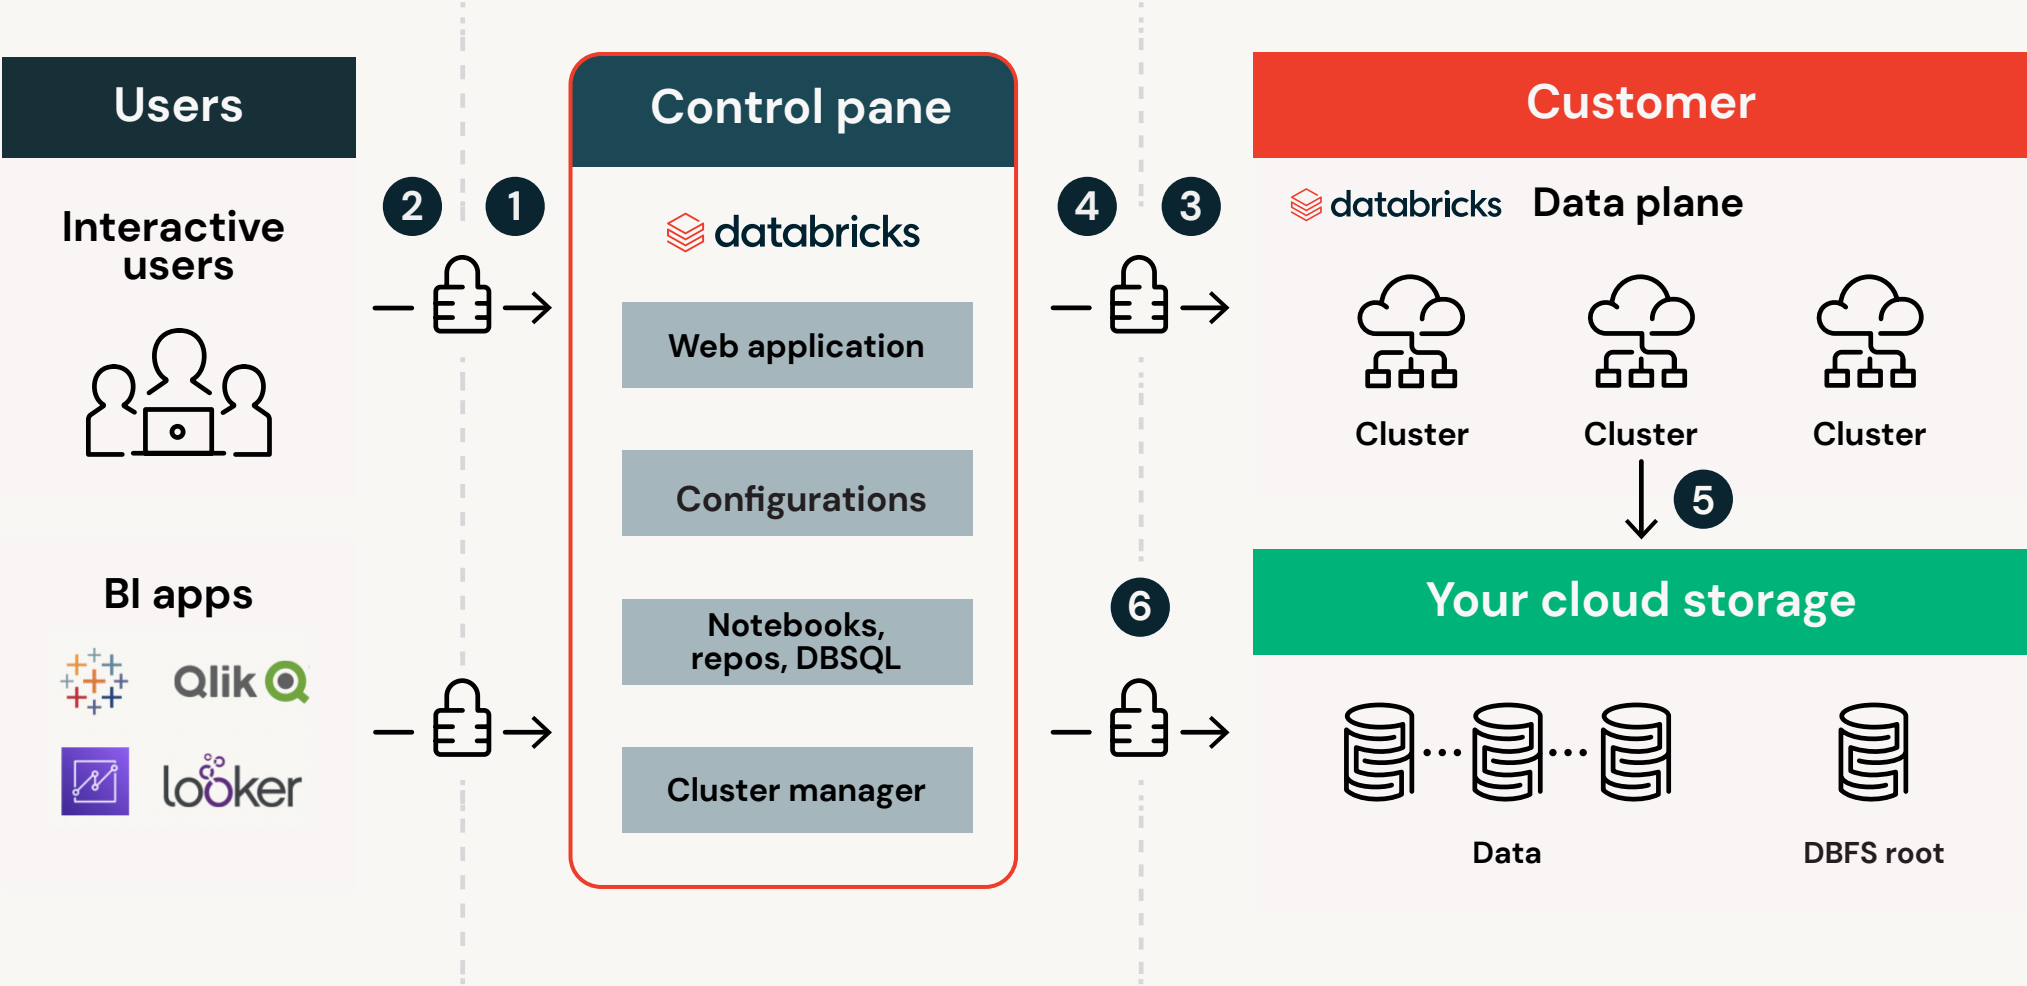 Users
Interactive
users
BI apps
Qlik
looker
2
1
Control pane
databricks
Web application
Configurations
Notebooks,
repos, DBSQL
Cluster manager
4
3
6
Customer
databricks Data plane
Cluster Cluster Cluster
5
Your cloud storage
Data
DBFS root